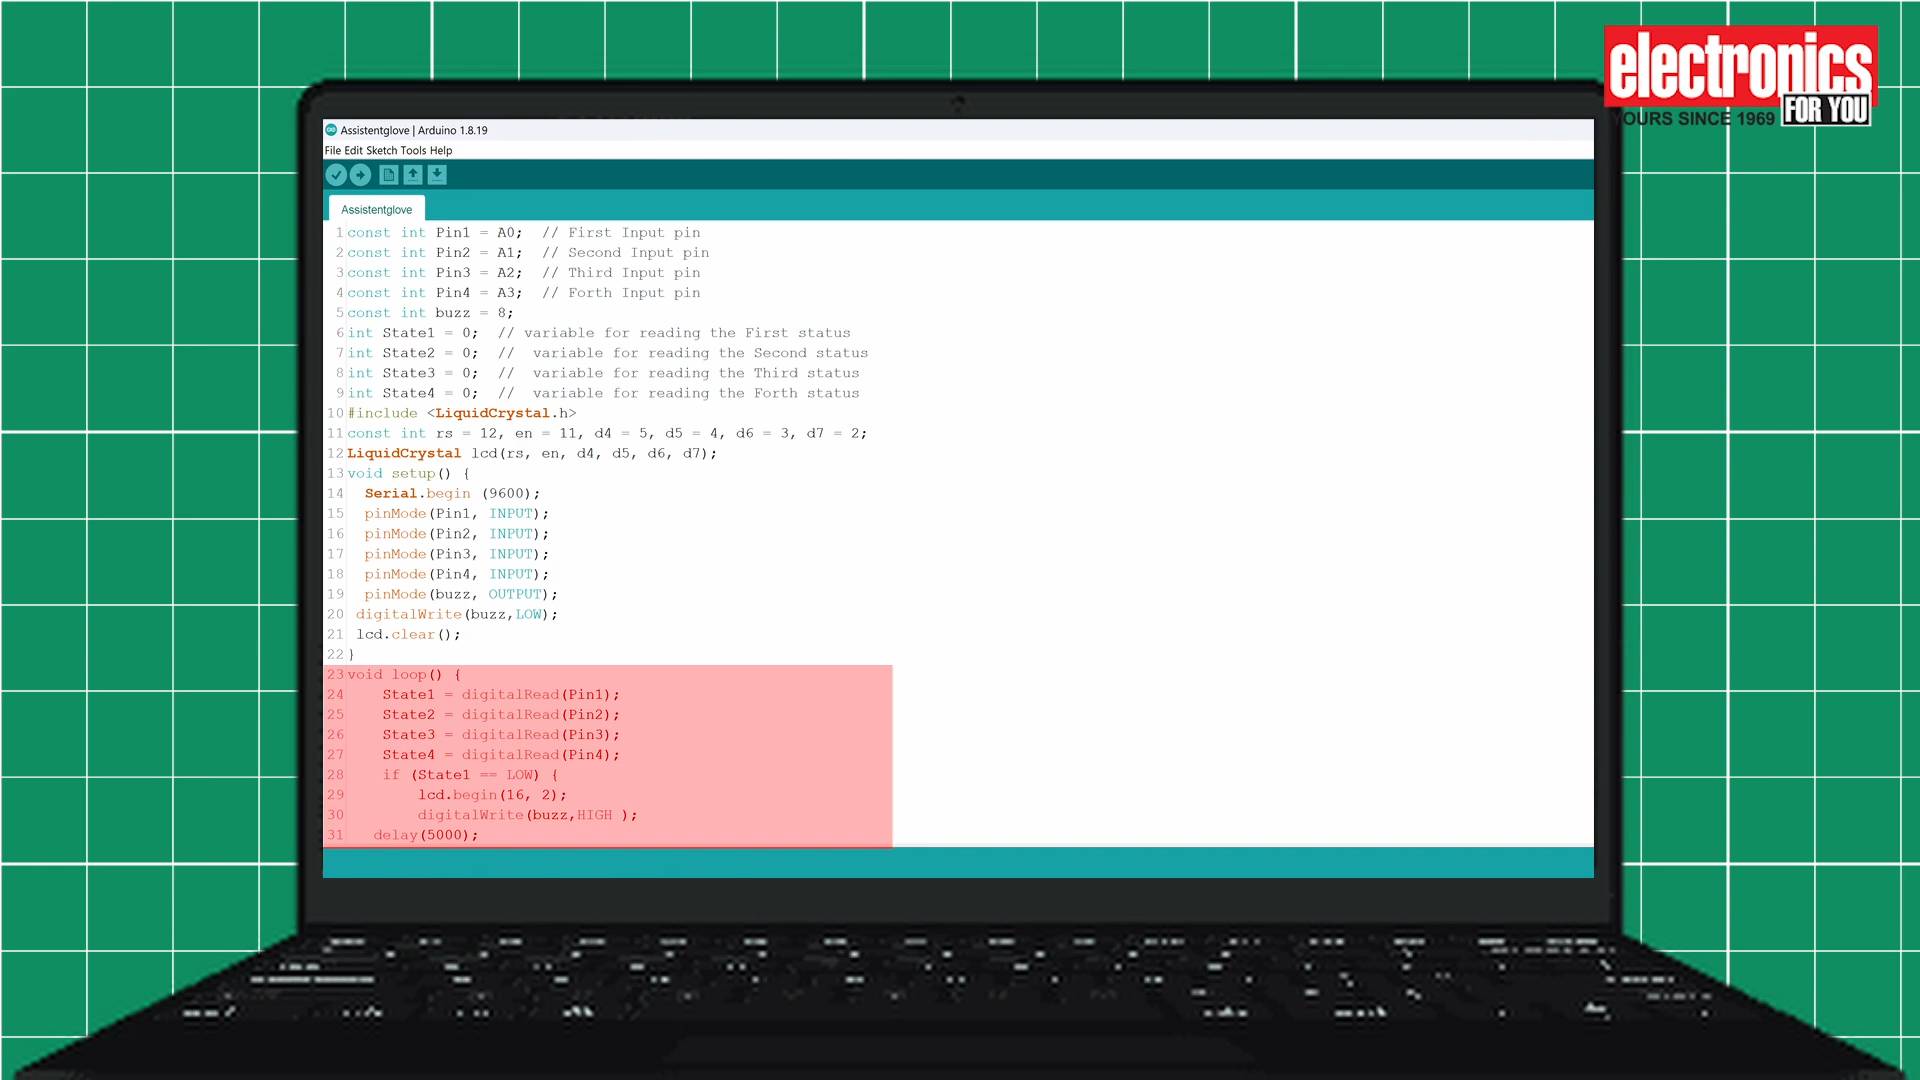 electronics
FOR YOU
YOURS SINCE 1969
Assistentglove | Arduino 1.8.19
File Edit Sketch Tools Help
Assistentglove
1 const int Pin1 = A0;  // First Input pin
2 const int Pin2 = A1;  // Second Input pin
3 const int Pin3 = A2;  // Third Input pin
4 const int Pin4 = A3;  // Forth Input pin
5 const int buzz = 8;
6 int State1 = 0;  // variable for reading the First status
7 int State2 = 0;  //  variable for reading the Second status
8 int State3 = 0;  //  variable for reading the Third status
9 int State4 = 0;  //  variable for reading the Forth status
10 #include <LiquidCrystal.h>
11 const int rs = 12, en = 11, d4 = 5, d5 = 4, d6 = 3, d7 = 2;
12 LiquidCrystal lcd(rs, en, d4, d5, d6, d7);
13 void setup() {
14   Serial.begin (9600);
15   pinMode(Pin1, INPUT);
16   pinMode(Pin2, INPUT);
17   pinMode(Pin3, INPUT);
18   pinMode(Pin4, INPUT);
19   pinMode(buzz, OUTPUT);
20  digitalWrite(buzz,LOW);
21  lcd.clear();
22 }
23 void loop() {
24     State1 = digitalRead(Pin1);
25     State2 = digitalRead(Pin2);
26     State3 = digitalRead(Pin3);
27     State4 = digitalRead(Pin4);
28     if (State1 == LOW) {
29         lcd.begin(16, 2);
30         digitalWrite(buzz,HIGH );
31    delay(5000);